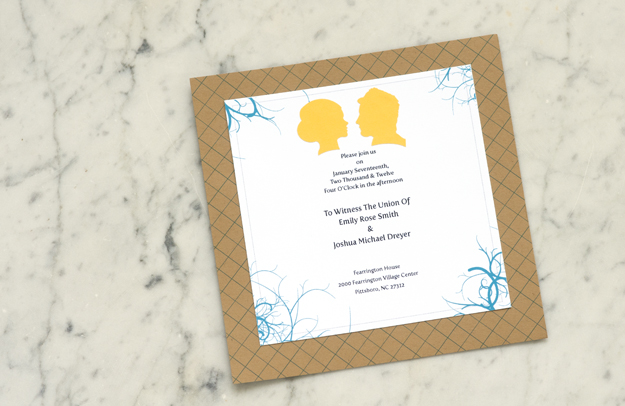 Please join us
on
January Seventeenth,
Two Thousand & Twelve
Four O'Clock in the afternoon
To Witness The Union Of
Emily Rose Smith
&
Joshua Michael Dreyer
Fearrington House
2000 Fearrington Village Center
Pittsboro, NC 27312